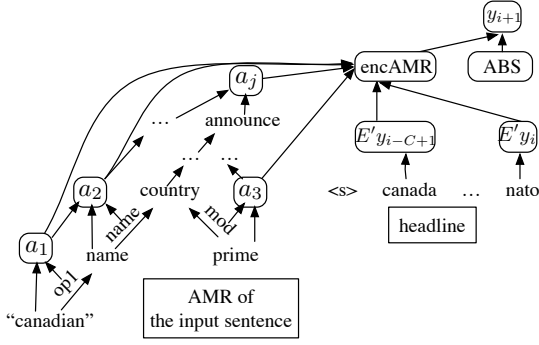 y_{i+1}
encAMR
ABS
a_j
... announce
E'y_{i-C+1} E'y_i
... ...
a_2 country a_3
<s> canada ... nato
name mod
headline
a_1 name prime
op1
AMR of
the input sentence
“canadian”